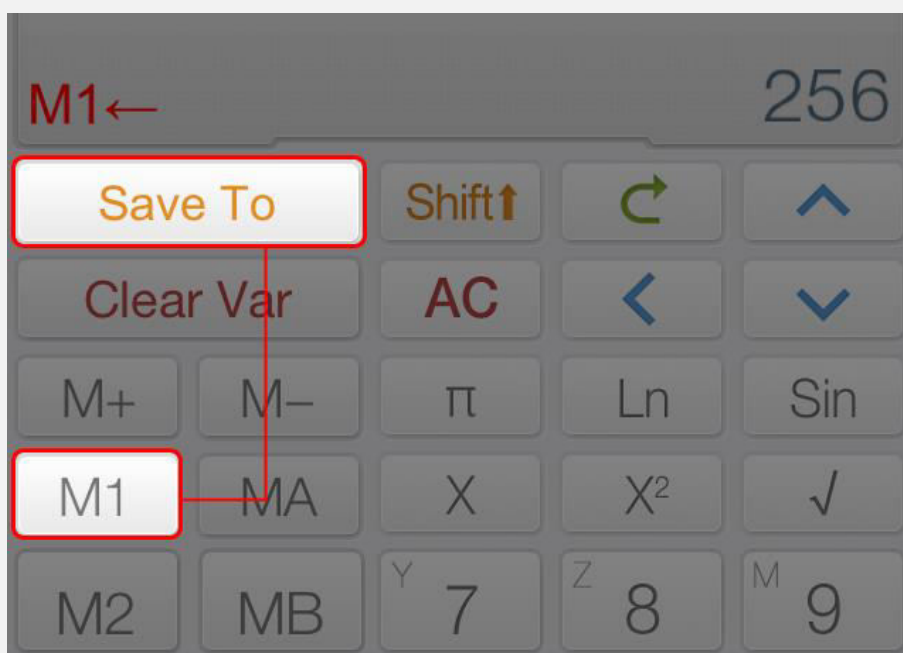 M1← 256
Save To Shift⬆
Clear Var AC
M+ M− π Ln Sin
M1 MA X X² √
M2 MB Y 7 Z 8 M 9